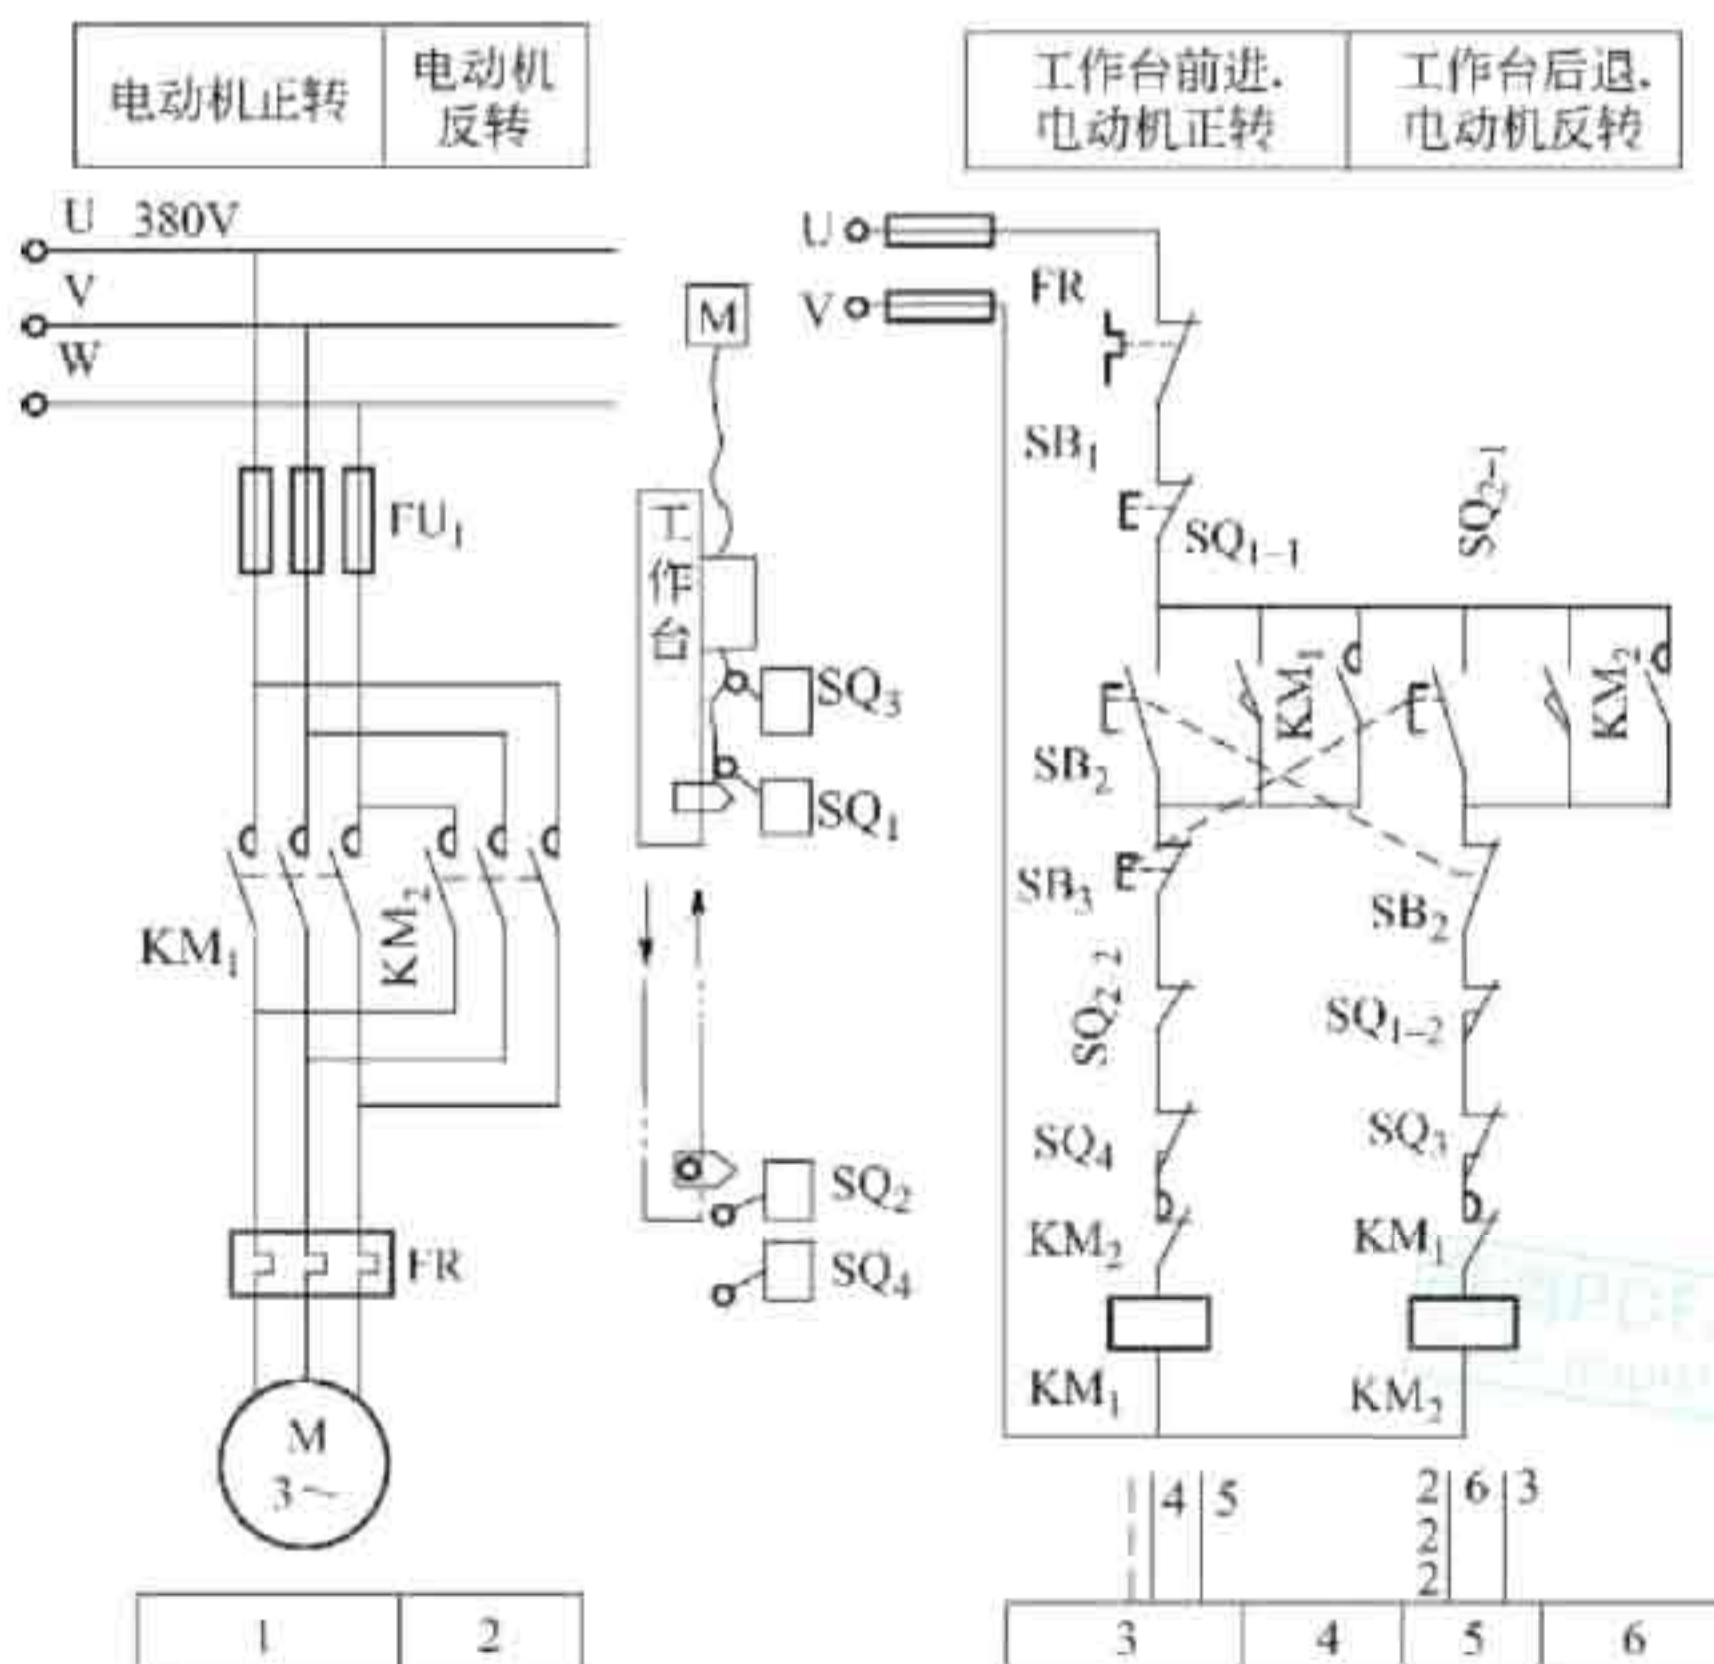 电动机正转
电动机
反转
工作台前进.
电动机正转
工作台后退.
电动机反转
U 380V
V
W
FU1
KM1
KM2
FR
M
3~
1
2
M
工作台
SQ3
SQ1
SQ2
SQ4
U
V
FR
SB1
SQ1-1
SQ2-1
KM1
KM2
SB2
SB3
SB2
SQ2-2
SQ1-2
SQ4
SQ3
KM2
KM1
KM1
KM2
4 5
2 6 3
2
2
3
4
5
6